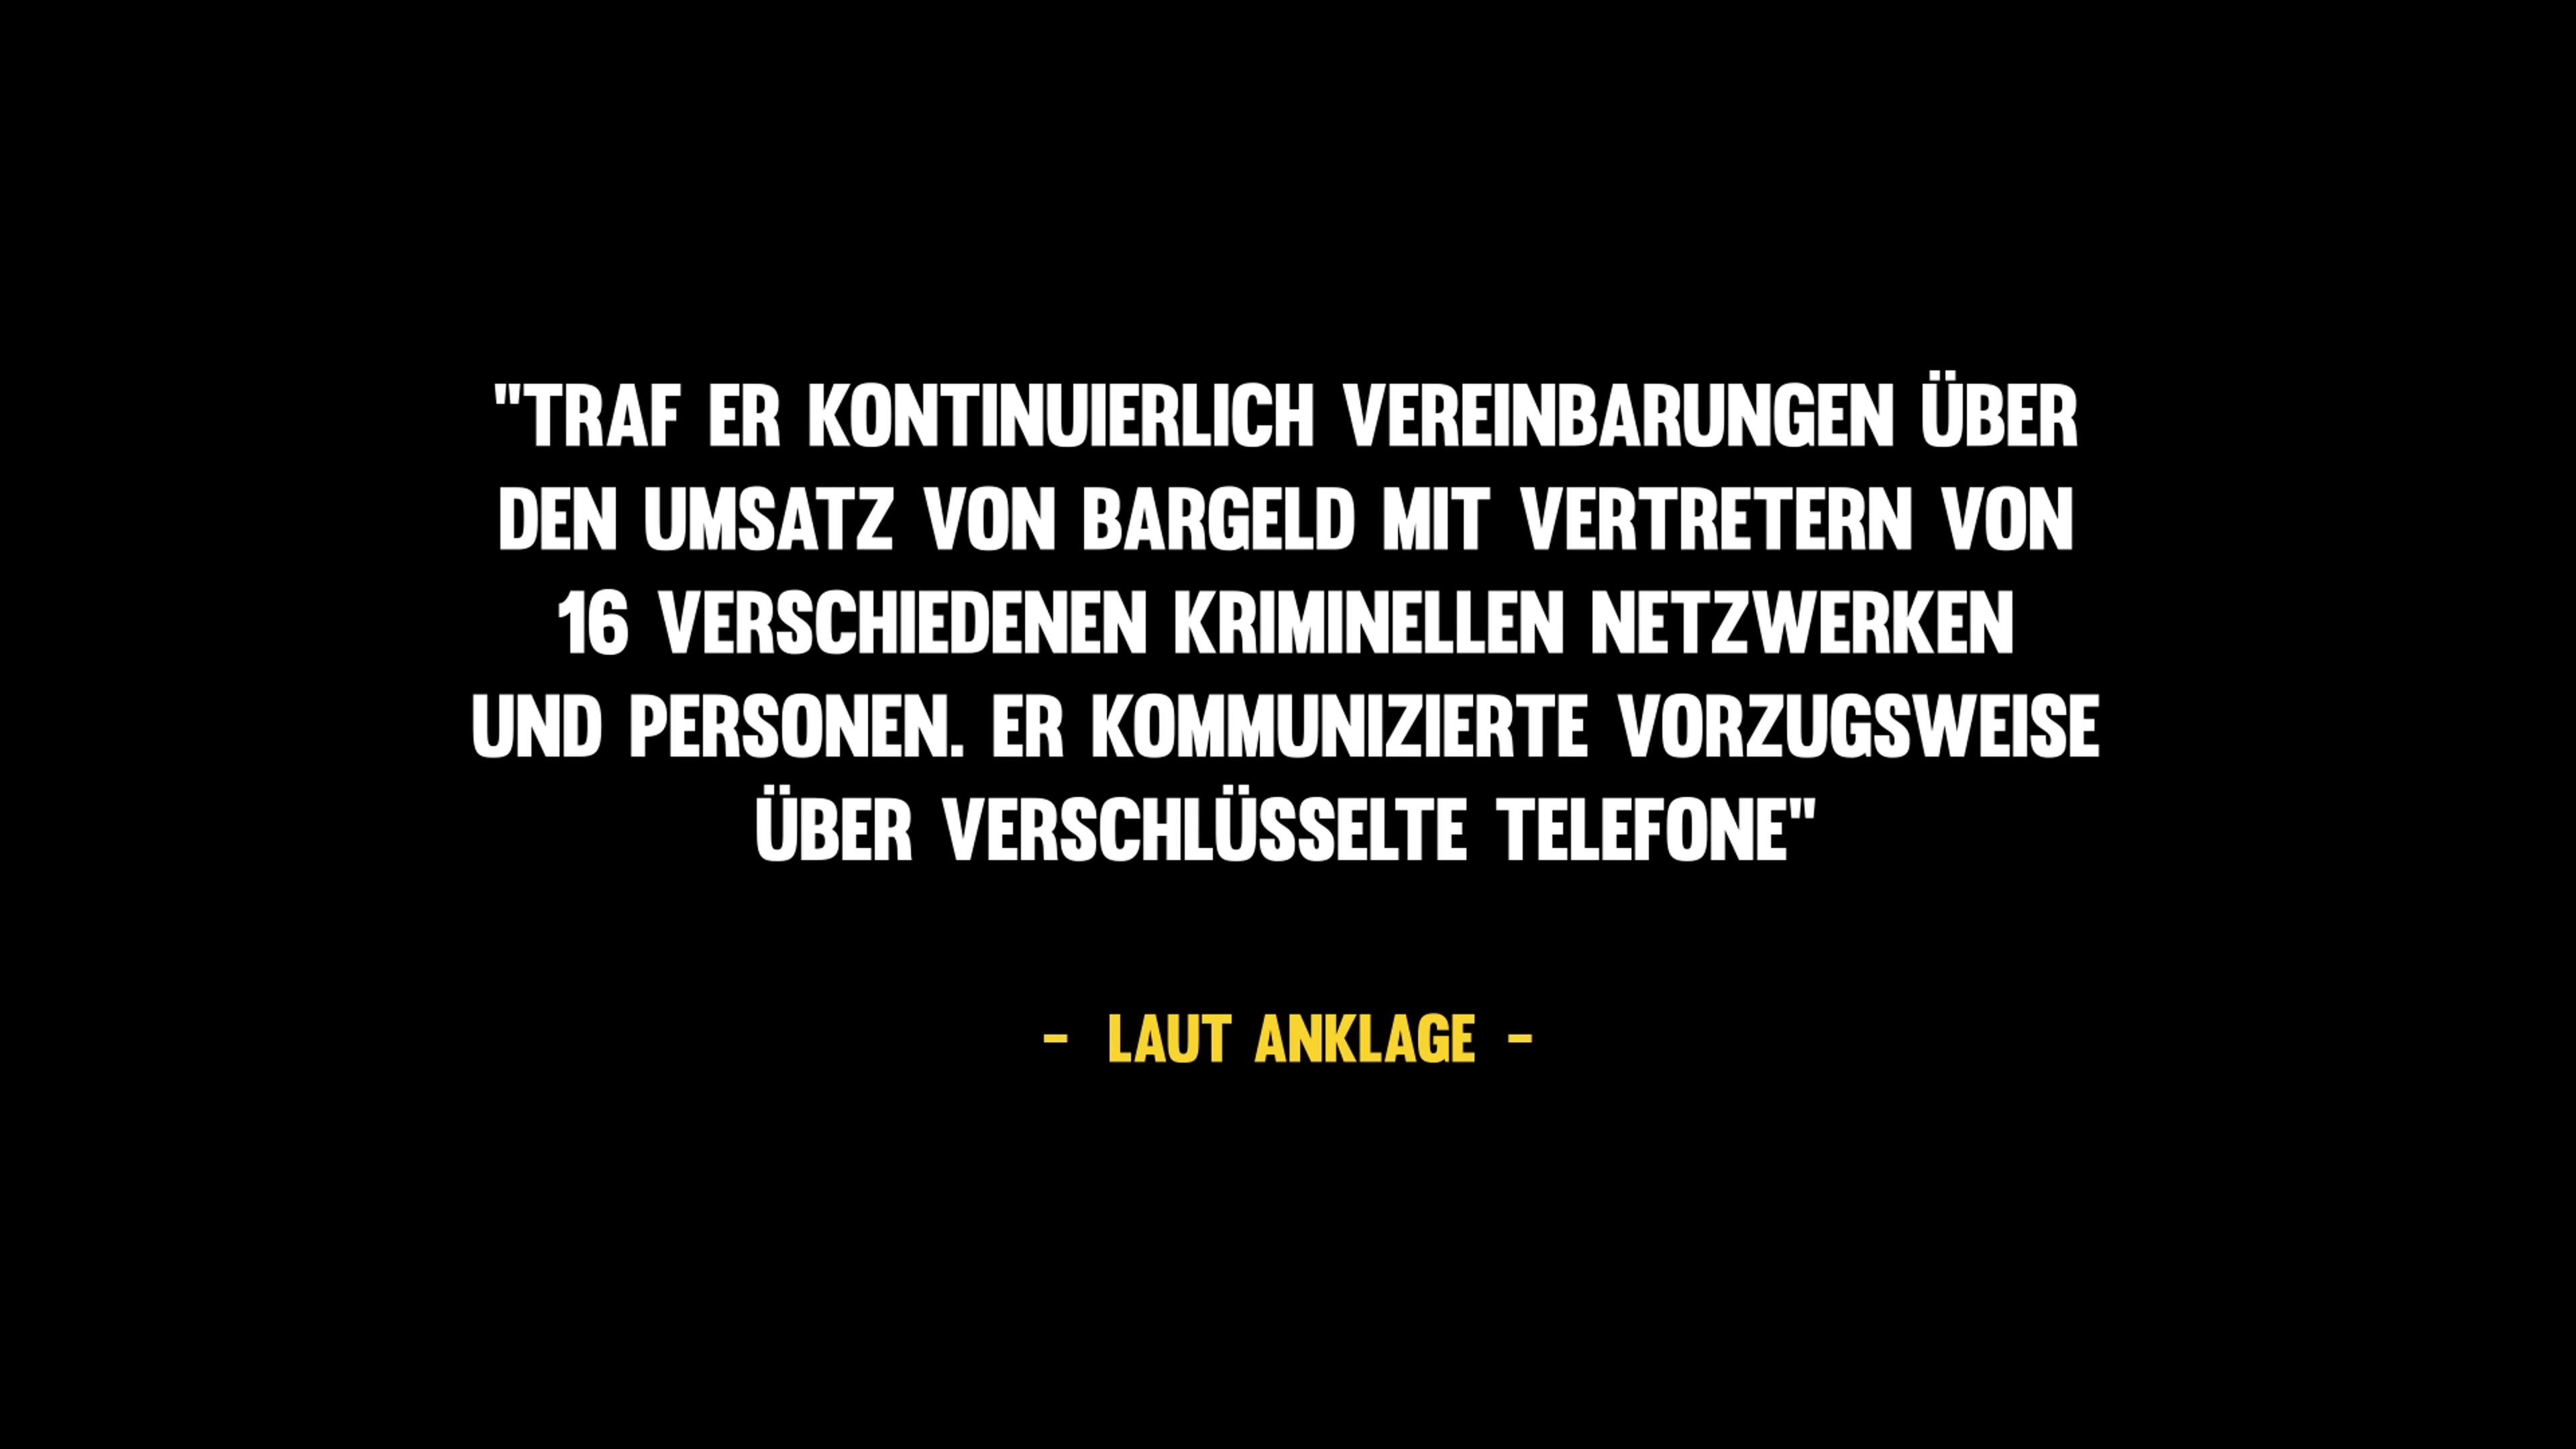 "TRAF ER KONTINUIERLICH VEREINBARUNGEN ÜBER
DEN UMSATZ VON BARGELD MIT VERTRETERN VON
16 VERSCHIEDENEN KRIMINELLEN NETZWERKEN
UND PERSONEN. ER KOMMUNIZIERTE VORZUGSWEISE
ÜBER VERSCHLÜSSELTE TELEFONE"
- LAUT ANKLAGE -